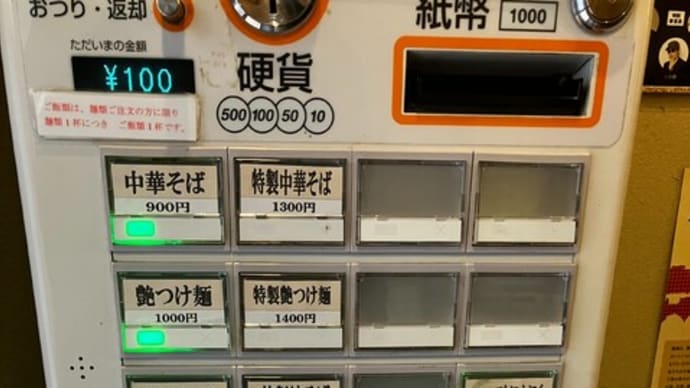 おつり・返却
紙幣 1000
ただいまの金額
¥100
硬貨
500 100 50 10
ご飯類は、麺類ご注文の方に限り
麺類1杯につき ご飯類1杯です。
中華そば
900円
特製中華そば
1300円
艶つけ麺
1000円
特製艶つけ麺
1400円